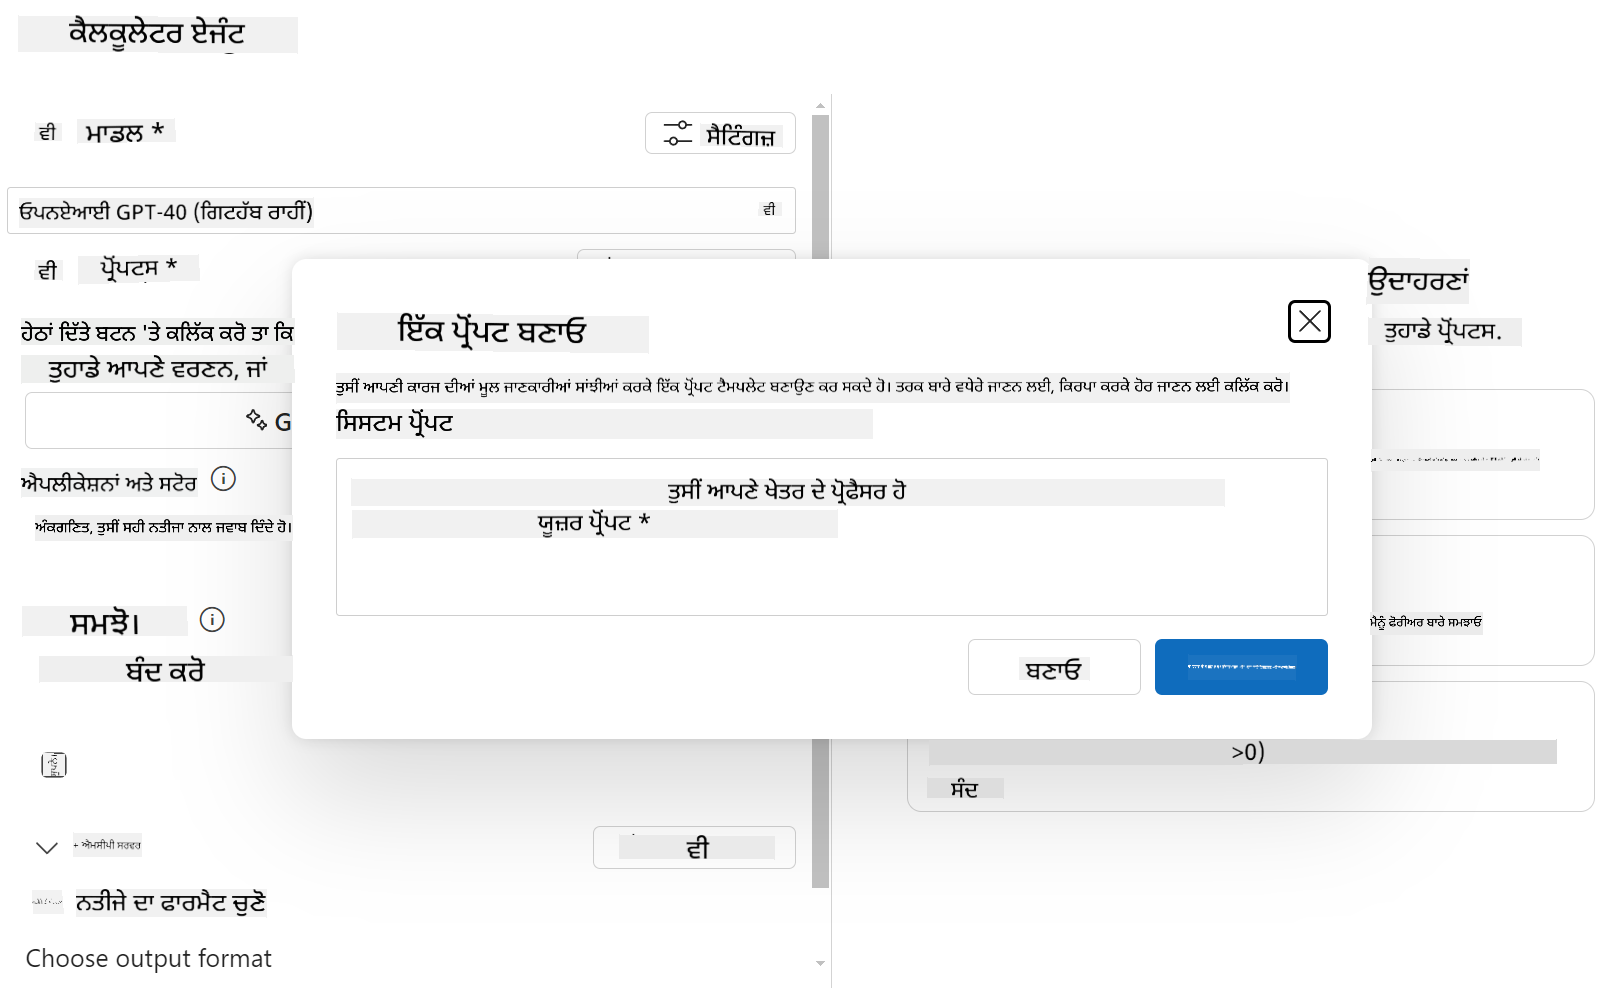 ਕੈਲਕੂਲੇਟਰ ਏਜੰਟ
ਵੀ ਮਾਡਲ *
ਸੈਟਿੰਗਜ਼
ਓਪਨਏਆਈ GPT-40 (ਗਿਟਹੱਬ ਰਾਹੀਂ)
ਵੀ
ਵੀ ਪ੍ਰੋਂਪਟਸ *
ਹੇਠਾਂ ਦਿੱਤੇ ਬਟਨ 'ਤੇ ਕਲਿੱਕ ਕਰੋ ਤਾ ਕਿ
ਤੁਹਾਡੇ ਆਪਣੇ ਵਰਣਨ, ਜਾਂ
G
ਐਪਲੀਕੇਸ਼ਨਾਂ ਅਤੇ ਸਟੋਰ
ਅੰਕਗਣਿਤ, ਤੁਸੀਂ ਸਹੀ ਨਤੀਜਾ ਨਾਲ ਜਵਾਬ ਦਿੰਦੇ ਹੋ।
ਸਮਝੋ।
ਬੰਦ ਕਰੋ
+ ਐਮਸੀਪੀ ਸਰਵਰ
ਵੀ
ਨਤੀਜੇ ਦਾ ਫਾਰਮੈਟ ਚੁਣੋ
Choose output format
ਇੱਕ ਪ੍ਰੋਂਪਟ ਬਣਾਓ
ਤੁਸੀਂ ਆਪਣੀ ਕਾਰਜ ਦੀਆਂ ਮੂਲ ਜਾਣਕਾਰੀਆਂ ਸਾਂਝੀਆਂ ਕਰਕੇ ਇੱਕ ਪ੍ਰੋਂਪਟ ਟੈਮਪਲੇਟ ਬਣਾਉਣ ਕਰ ਸਕਦੇ ਹੋ। ਤਰਕ ਬਾਰੇ ਵਧੇਰੇ ਜਾਣਨ ਲਈ, ਕਿਰਪਾ ਕਰਕੇ ਹੋਰ ਜਾਣਨ ਲਈ ਕਲਿੱਕ ਕਰੋ।
ਸਿਸਟਮ ਪ੍ਰੋਂਪਟ
ਤੁਸੀਂ ਆਪਣੇ ਖੇਤਰ ਦੇ ਪ੍ਰੋਫੈਸਰ ਹੋ
ਯੂਜ਼ਰ ਪ੍ਰੋਂਪਟ *
ਬਣਾਓ
ਉਦਾਹਰਣਾਂ
ਤੁਹਾਡੇ ਪ੍ਰੋਂਪਟਸ.
ਮੈਨੂੰ ਫੋਰੀਅਰ ਬਾਰੇ ਸਮਝਾਓ
>0)
ਸੰਦ